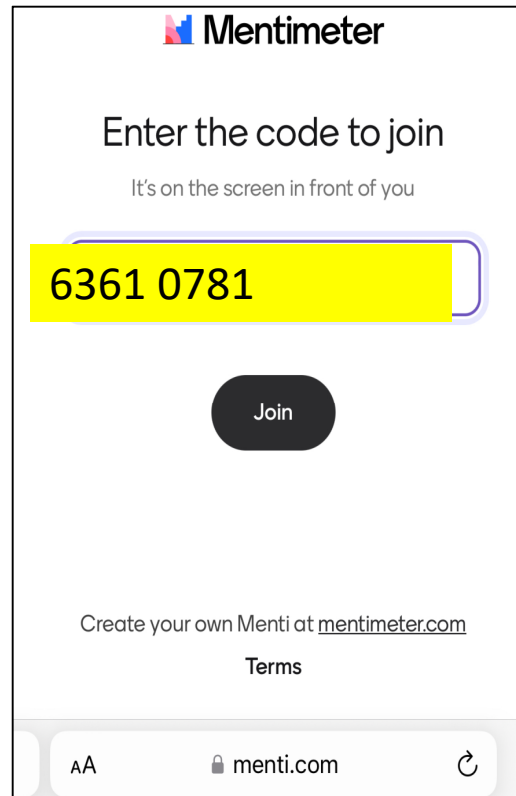 Mentimeter
Enter the code to join
It's on the screen in front of you
6361 0781
Join
Create your own Menti at mentimeter.com
Terms
AA menti.com